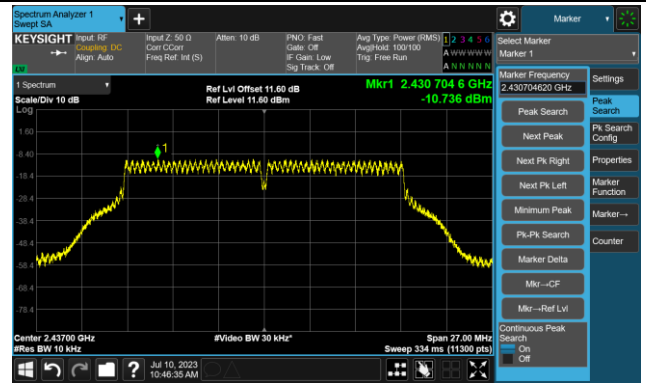 Spectrum Analyzer 1
Swept SA
Marker
KEYSIGHT
Input: RF
Coupling: DC
Align: Auto
Input Z: 50 Ω
Corr CCorr
Freq Ref: Int (S)
Atten: 10 dB
PNO: Fast
Gate: Off
IF Gain: Low
Sig Track: Off
Avg Type: Power (RMS)
Avg|Hold: 100/100
Trig: Free Run
1 2 3 4 5 6
A W W W W W
A N N N N N
Select Marker
Marker 1
1 Spectrum
Scale/Div 10 dB
Log
Ref Lvl Offset 11.60 dB
Ref Level 11.60 dBm
Mkr1 2.430 704 6 GHz
-10.736 dBm
1.60
-8.40
-18.4
-28.4
-38.4
-48.4
-58.4
-68.4
-78.4
1
Center 2.43700 GHz
#Res BW 10 kHz
#Video BW 30 kHz*
Span 27.00 MHz
Sweep 334 ms (11300 pts)
Marker Frequency
2.430704620 GHz
Peak Search
Next Peak
Next Pk Right
Next Pk Left
Minimum Peak
Pk-Pk Search
Marker Delta
Mkr→CF
Mkr→Ref Lvl
Continuous Peak
Search
On
Off
Settings
Peak
Search
Pk Search
Config
Properties
Marker
Function
Marker→
Counter
Jul 10, 2023
10:46:35 AM